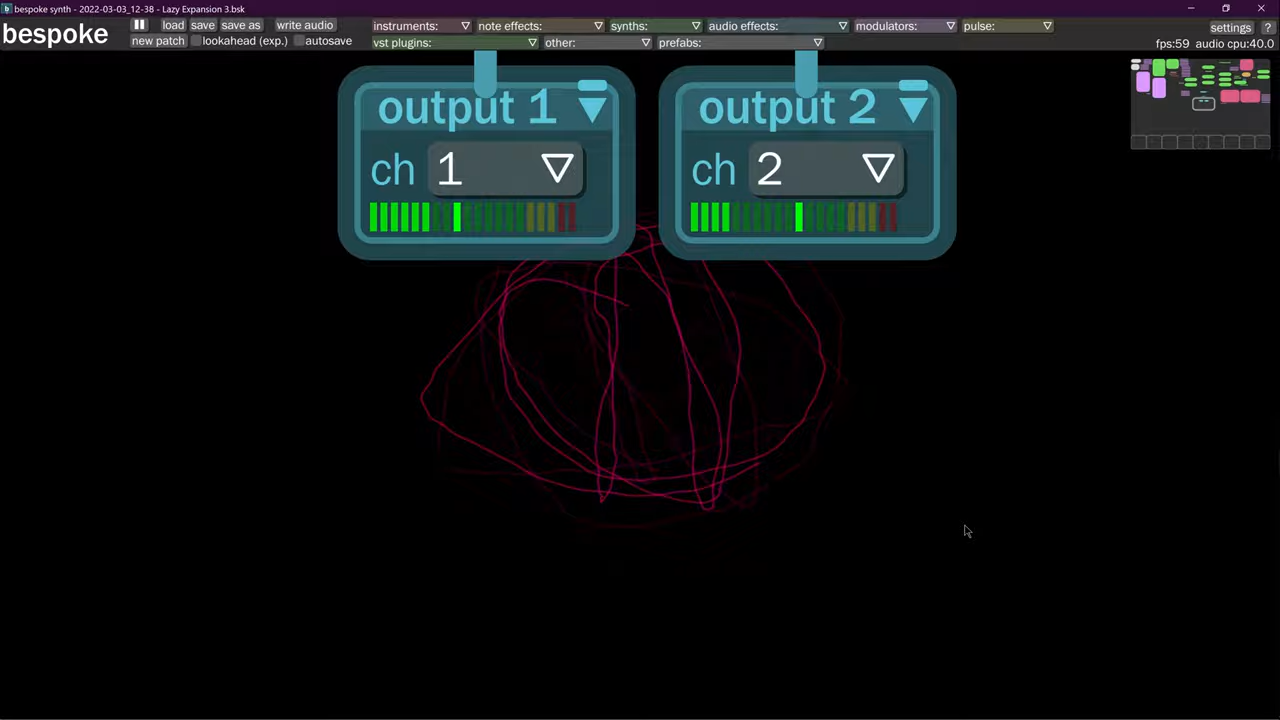 bespoke synth - 2022-03-03_12-38 - Lazy Expansion 3.bsk
bespoke
load save save as write audio
new patch lookahead (exp.) autosave
instruments: note effects: synths: audio effects: modulators: pulse:
vst plugins: other: prefabs:
settings ?
fps:59 audio cpu:40.0
output 1
ch 1
output 2
ch 2